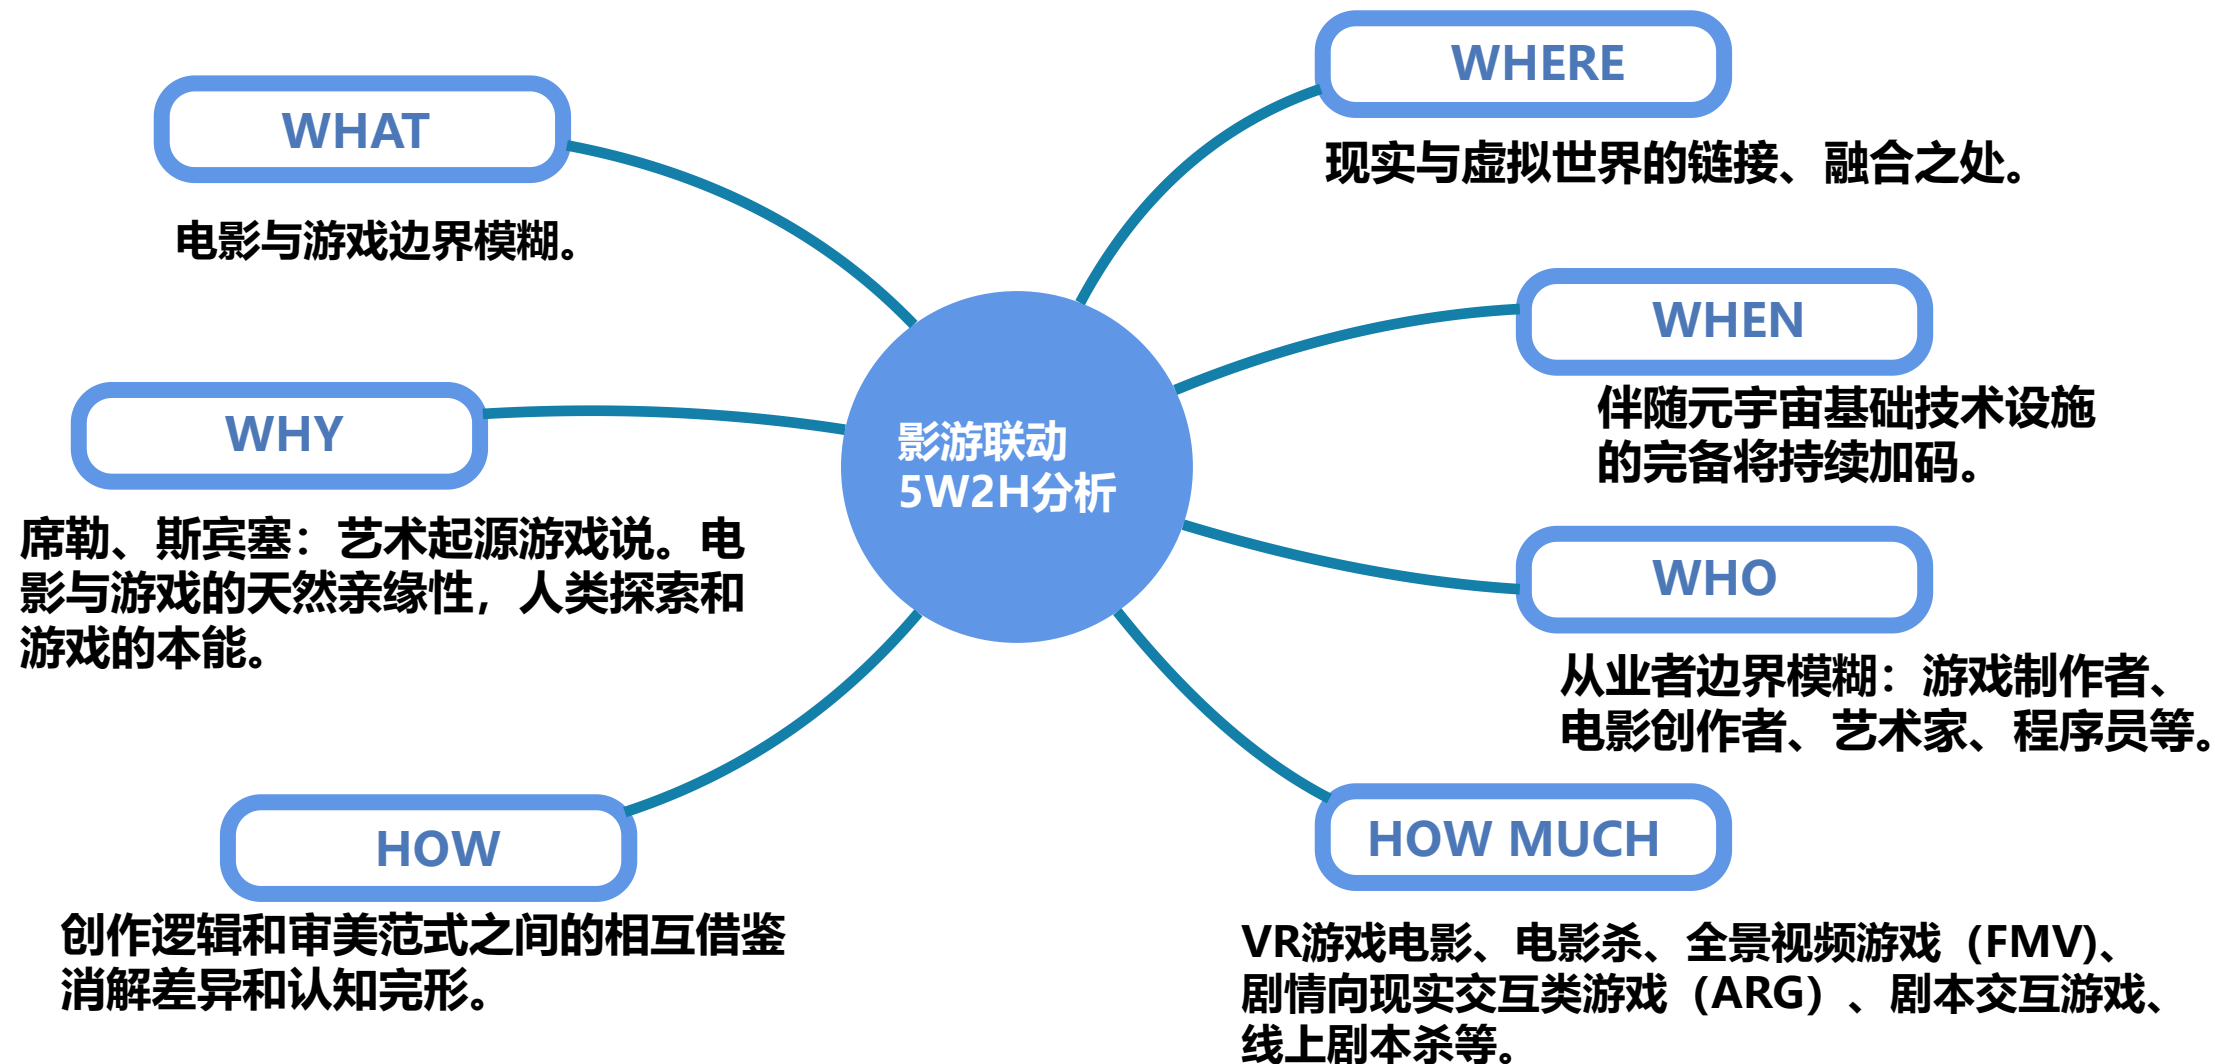 WHAT
电影与游戏边界模糊。
WHY
席勒、斯宾塞：艺术起源游戏说。电
影与游戏的天然亲缘性，人类探索和
游戏的本能。
HOW
创作逻辑和审美范式之间的相互借鉴
消解差异和认知完形。
影游联动
5W2H分析
WHERE
现实与虚拟世界的链接、融合之处。
WHEN
伴随元宇宙基础技术设施
的完备将持续加码。
WHO
从业者边界模糊：游戏制作者、
电影创作者、艺术家、程序员等。
HOW MUCH
VR游戏电影、电影杀、全景视频游戏（FMV)、
剧情向现实交互类游戏（ARG）、剧本交互游戏、
线上剧本杀等。